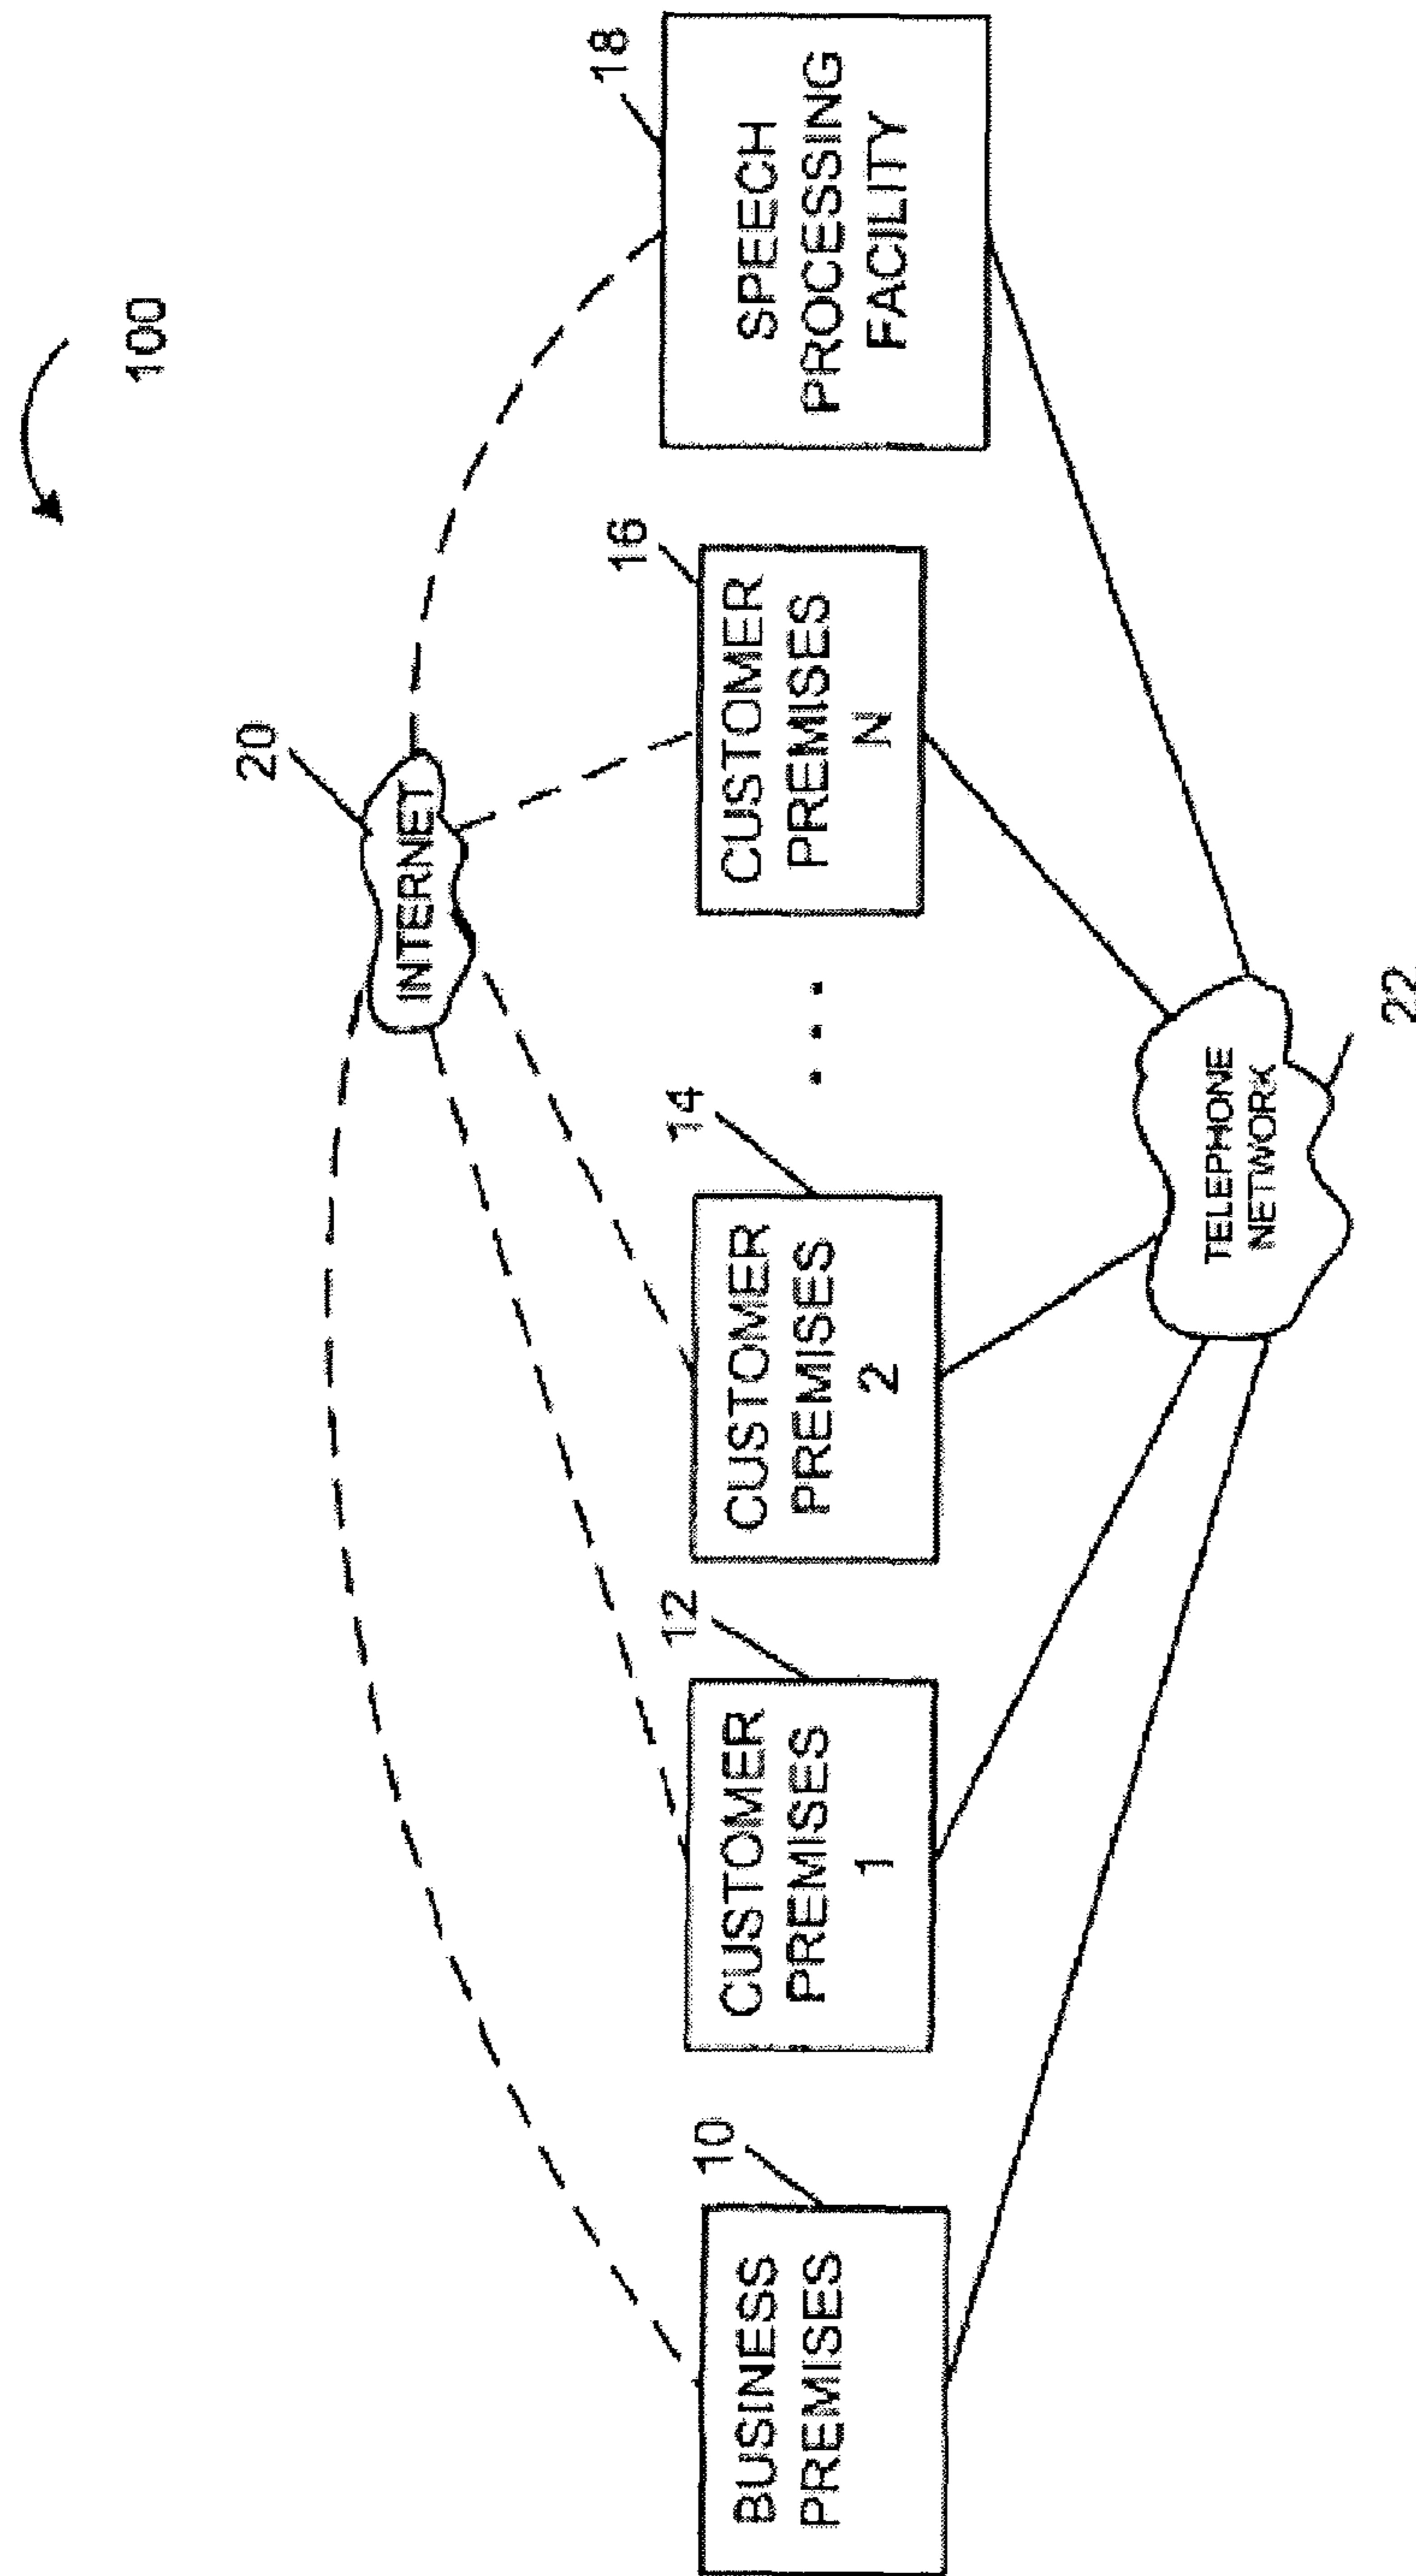 100
20
INTERNET
10
BUSINESS
PREMISES
12
CUSTOMER
PREMISES
1
14
CUSTOMER
PREMISES
2
. . .
16
CUSTOMER
PREMISES
N
18
SPEECH
PROCESSING
FACILITY
TELEPHONE
NETWORK
22